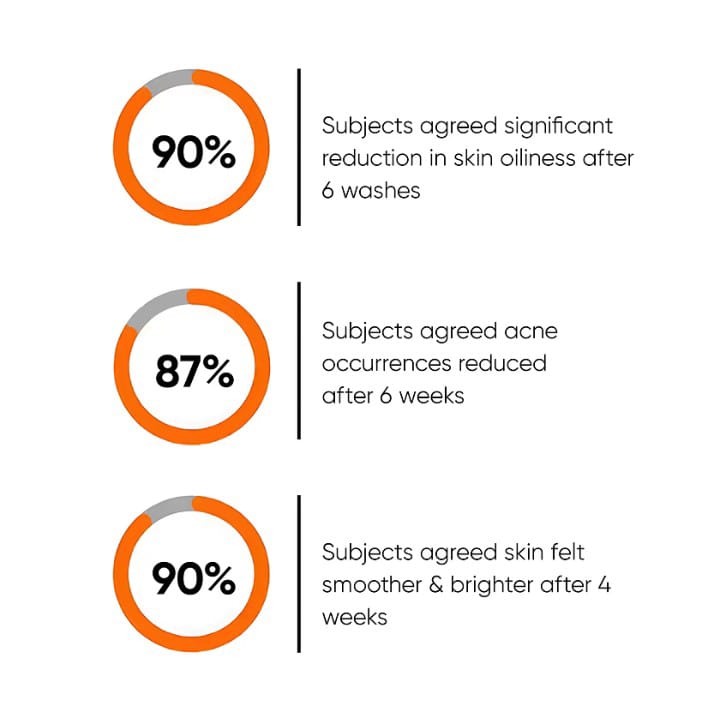 90%
Subjects agreed significant
reduction in skin oiliness after
6 washes
87%
Subjects agreed acne
occurrences reduced
after 6 weeks
90%
Subjects agreed skin felt
smoother & brighter after 4
weeks